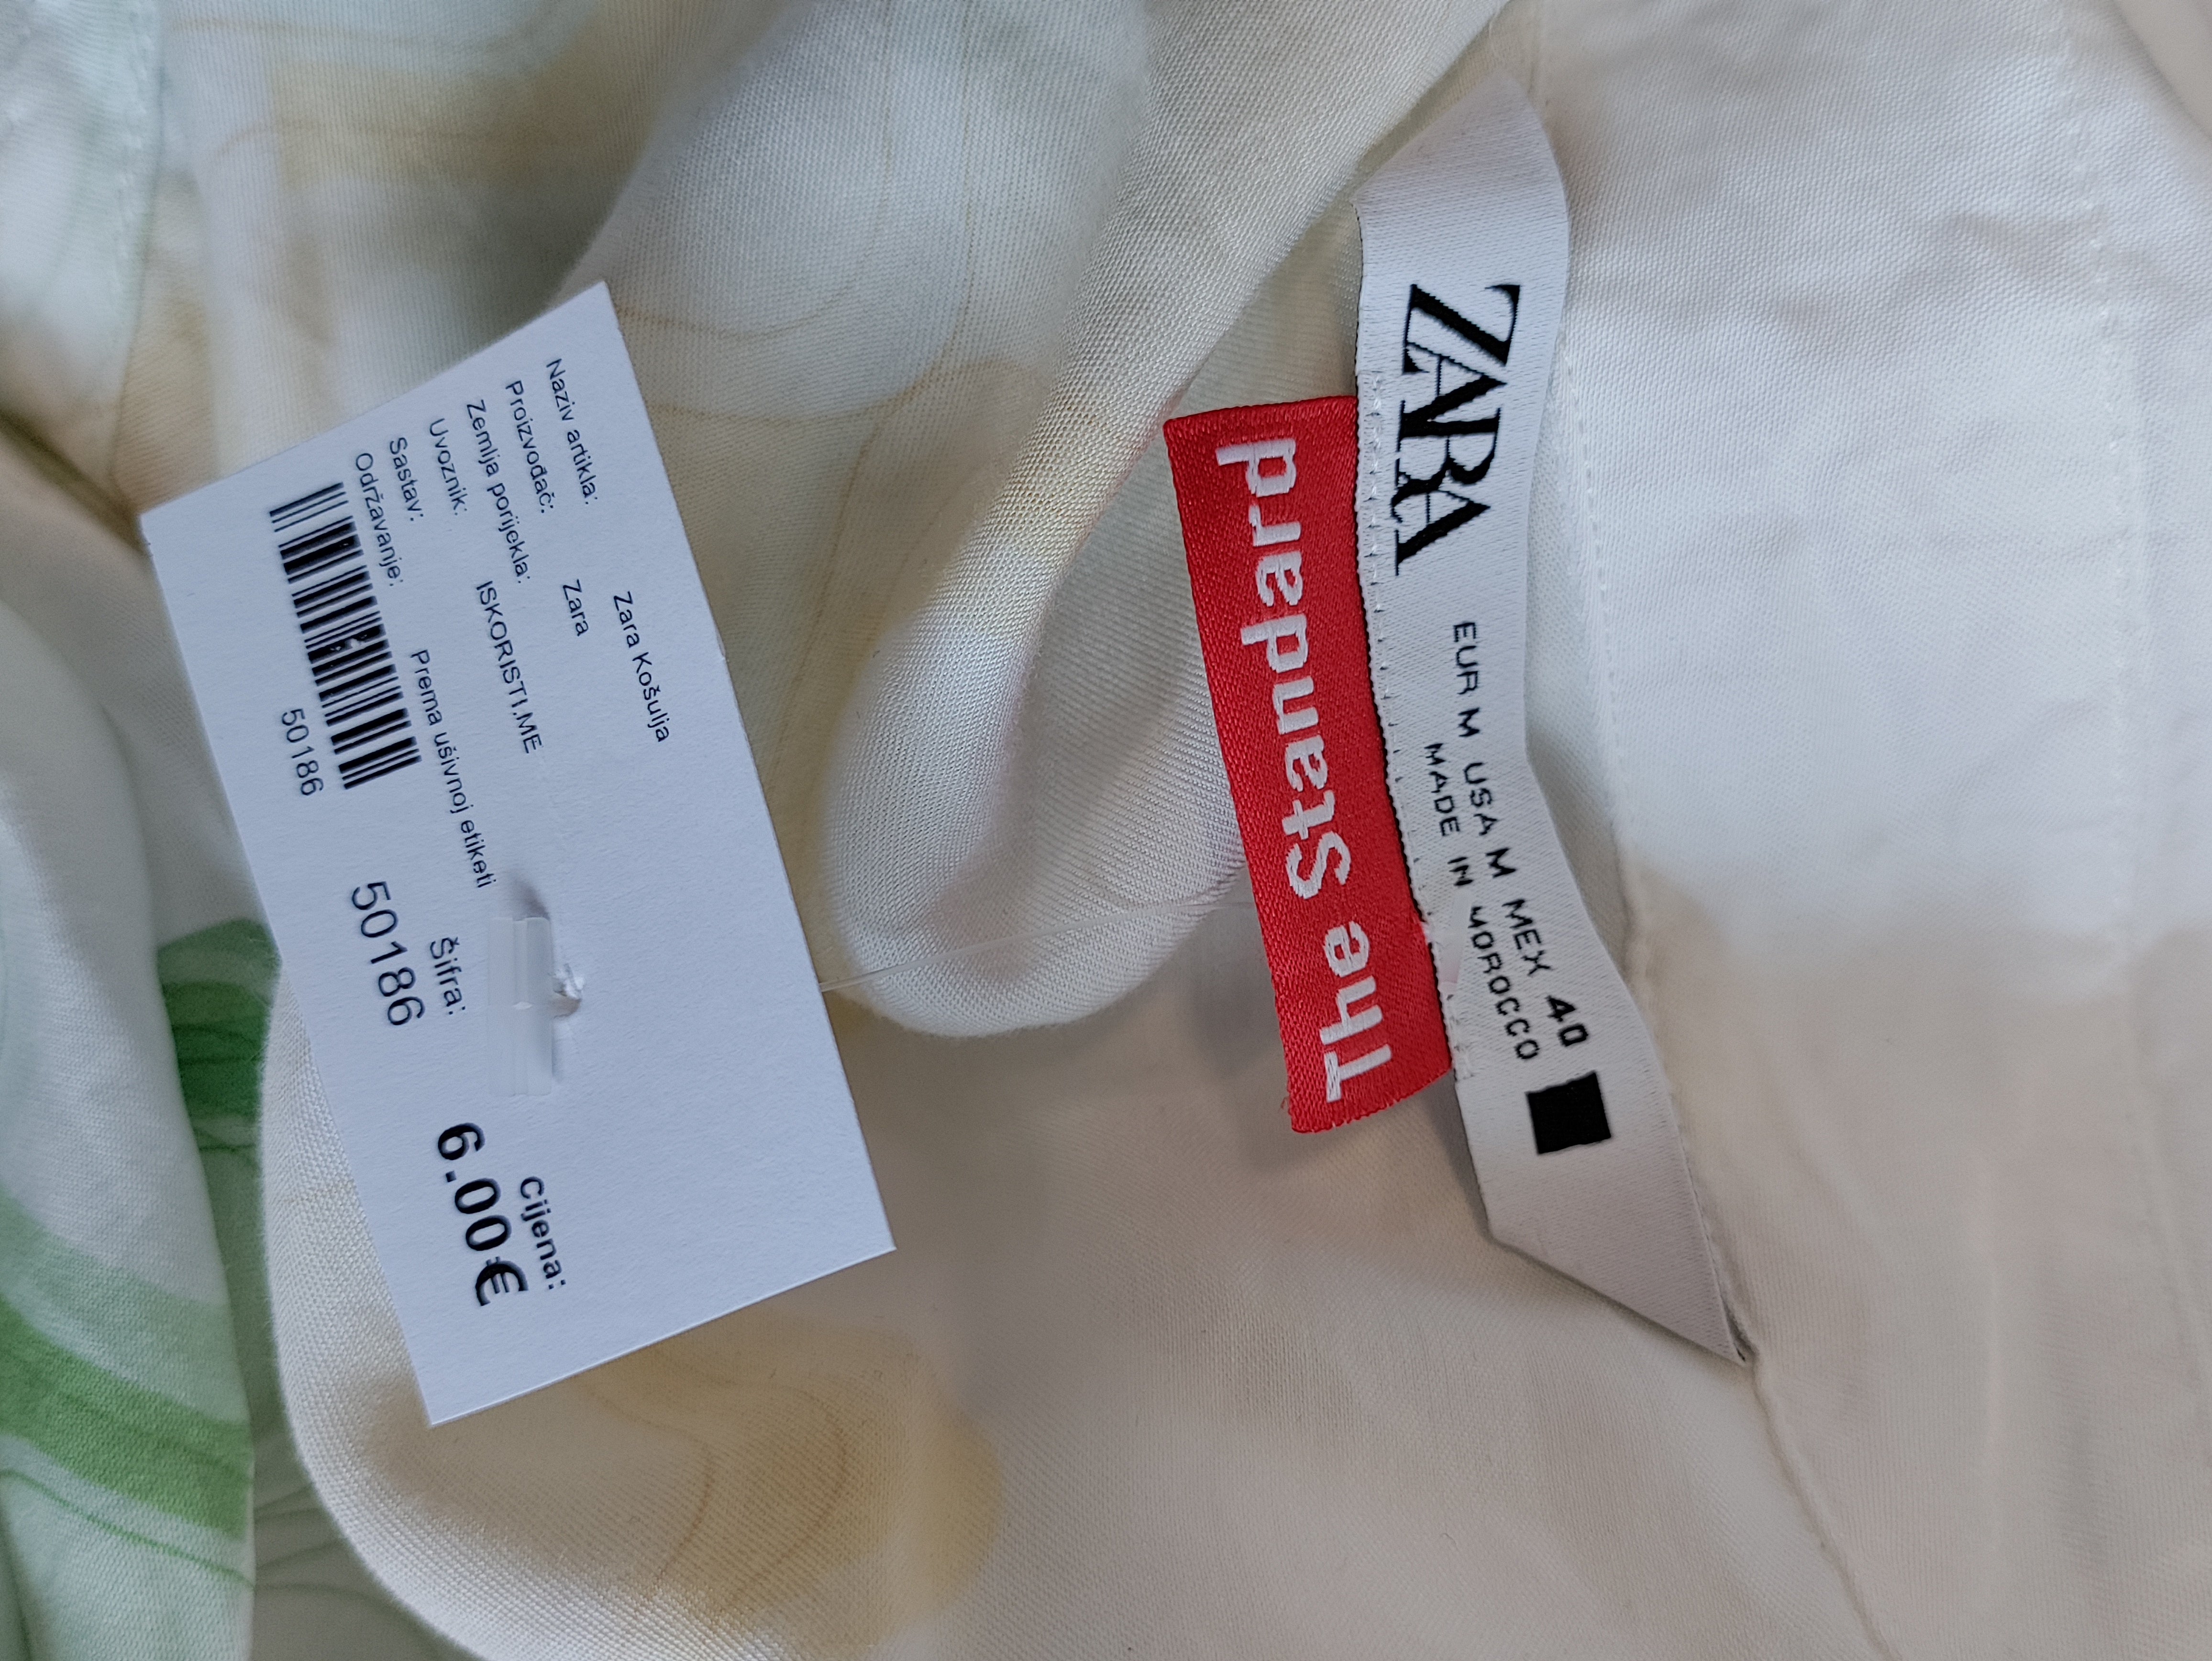 Naziv artikla: Zara Košulja
Proizvođač: Zara
Zemlja porijekla:
Uvoznik: ISKORISTI.ME
Sastav:
Održavanje: Prema ušivnoj etiketi
50186
Šifra:
50186
Cijena:
6.00€
The Standard
ZARA
EUR M USA M MEX 40
MADE IN MOROCCO